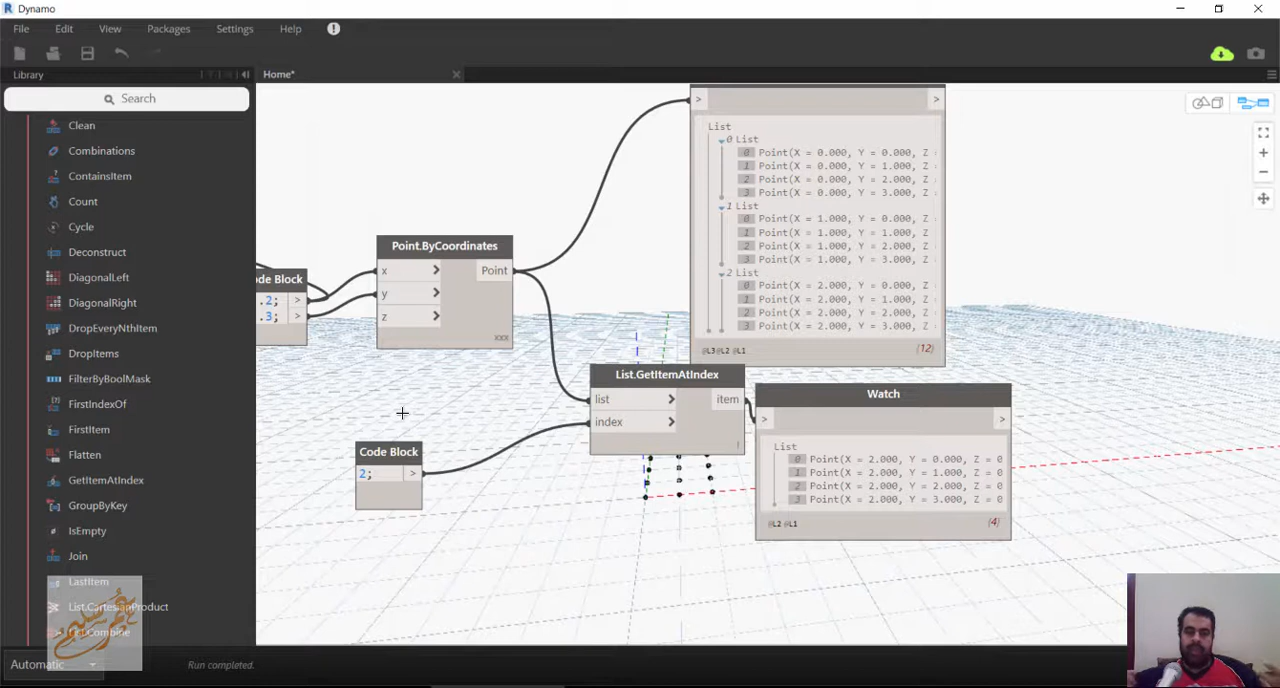 Dynamo
File Edit View Packages Settings Help
Library
Home*
Search
Clean
Combinations
ContainsItem
Count
Cycle
Deconstruct
DiagonalLeft
DiagonalRight
DropEveryNthItem
DropItems
FilterByBoolMask
FirstIndexOf
FirstItem
Flatten
GetItemAtIndex
GroupByKey
IsEmpty
Join
LastItem
List.CartesianProduct
List.Combine
Automatic
Run completed.
ode Block
.2; >
.3; >
Point.ByCoordinates
x > Point
y >
z >
xxx
> >
List
0 List
0 Point(X = 0.000, Y = 0.000, Z
1 Point(X = 0.000, Y = 1.000, Z
2 Point(X = 0.000, Y = 2.000, Z
3 Point(X = 0.000, Y = 3.000, Z
1 List
0 Point(X = 1.000, Y = 0.000, Z
1 Point(X = 1.000, Y = 1.000, Z
2 Point(X = 1.000, Y = 2.000, Z
3 Point(X = 1.000, Y = 3.000, Z
2 List
0 Point(X = 2.000, Y = 0.000, Z
1 Point(X = 2.000, Y = 1.000, Z
2 Point(X = 2.000, Y = 2.000, Z
3 Point(X = 2.000, Y = 3.000, Z
@L3 @L2 @L1 {12}
List.GetItemAtIndex
list > item
index >
l
Code Block
2; >
Watch
> >
List
0 Point(X = 2.000, Y = 0.000, Z = 0
1 Point(X = 2.000, Y = 1.000, Z = 0
2 Point(X = 2.000, Y = 2.000, Z = 0
3 Point(X = 2.000, Y = 3.000, Z = 0
@L2 @L1 {4}